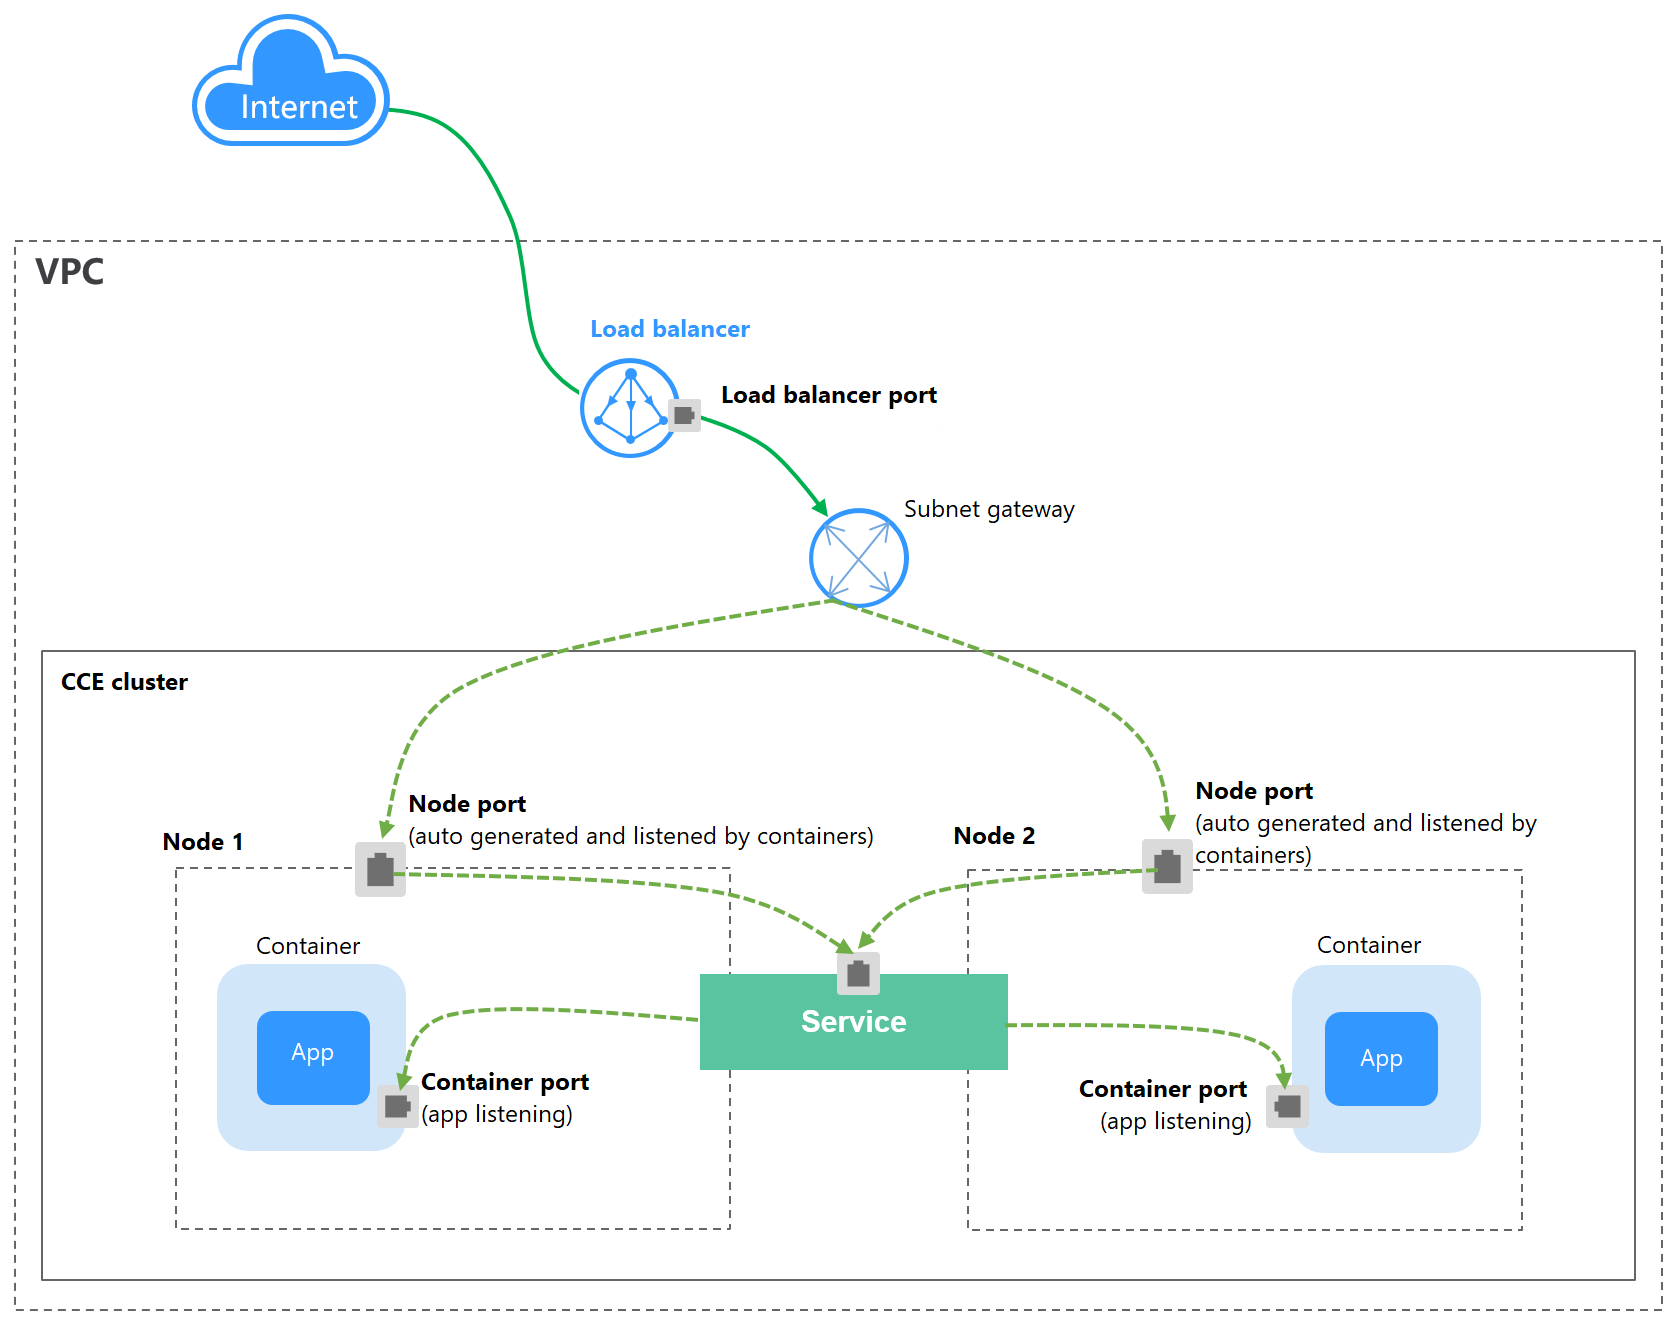 Internet
VPC
Load balancer
Load balancer port
Subnet gateway
CCE cluster
Node port
(auto generated and listened by containers)
Node 1
Node port
(auto generated and listened by
containers)
Node 2
Container
App
Container port
(app listening)
Service
Container
App
Container port
(app listening)